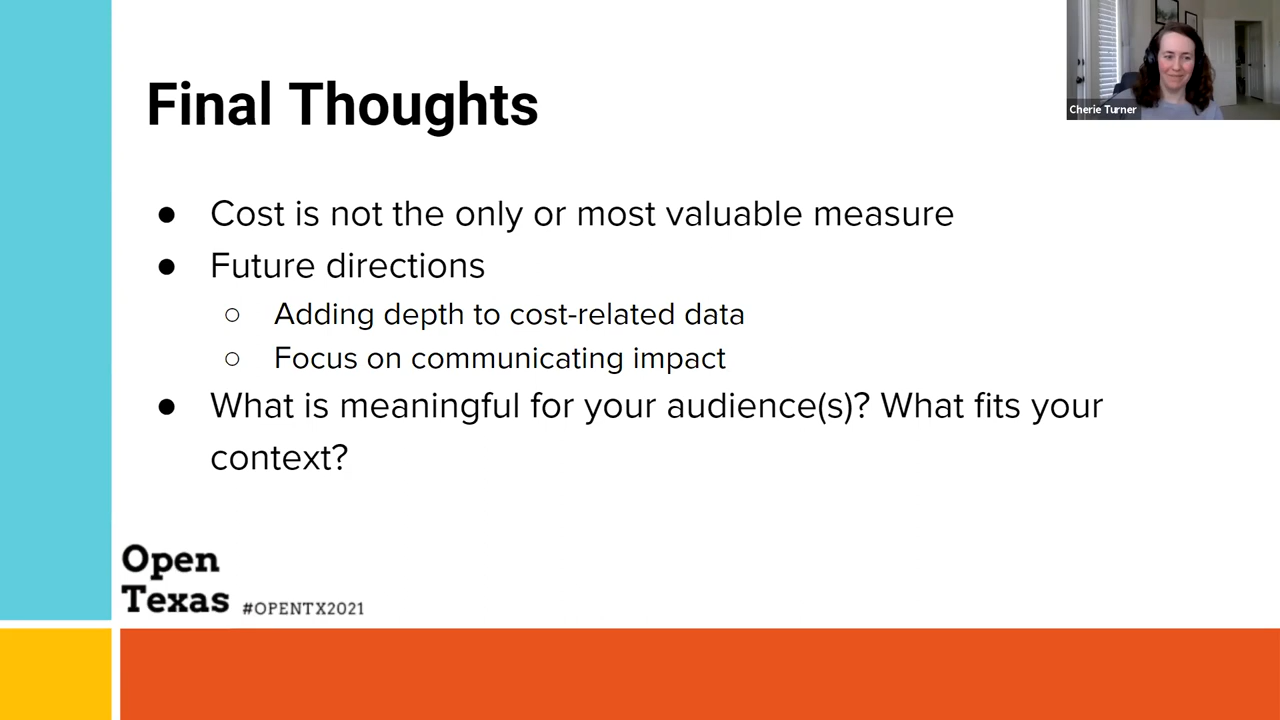 Final Thoughts
Cherie Turner
● Cost is not the only or most valuable measure
● Future directions
○ Adding depth to cost-related data
○ Focus on communicating impact
● What is meaningful for your audience(s)? What fits your
context?
Open
Texas #OPENTX2021